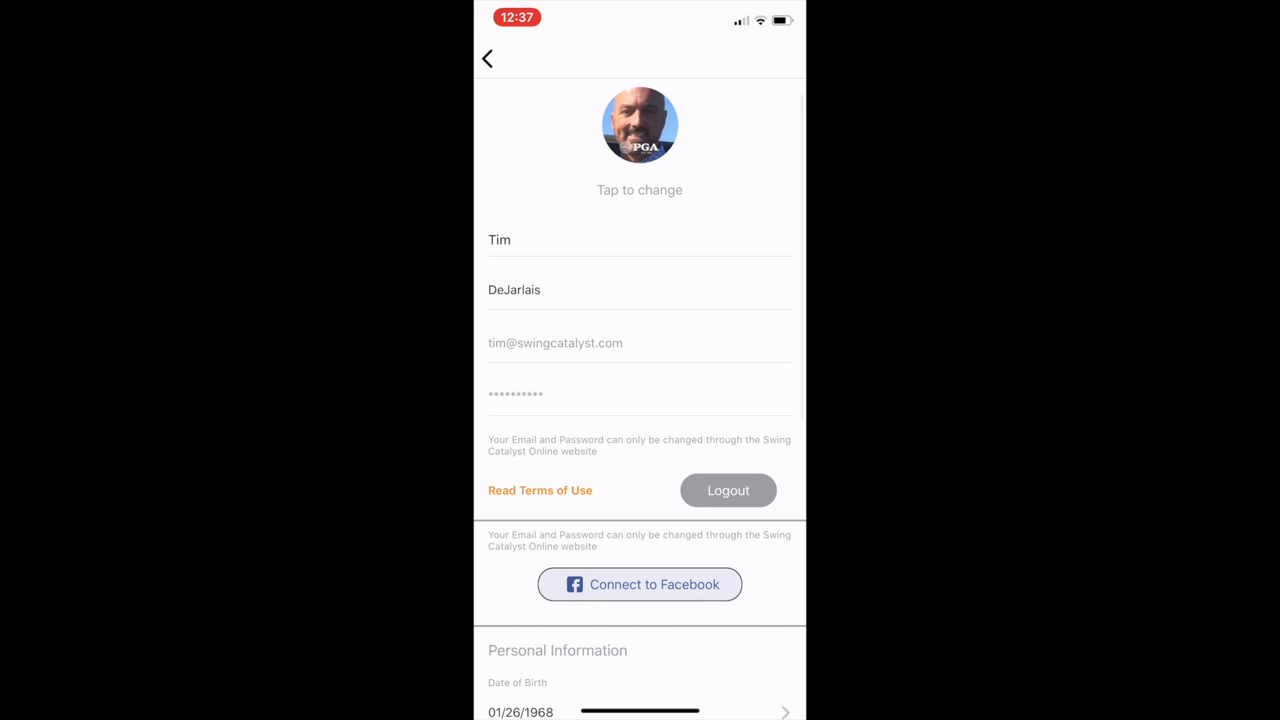 12:37
PGA
Tap to change
Tim
DeJarlais
tim@swingcatalyst.com
**********
Your Email and Password can only be changed through the Swing
Catalyst Online website
Read Terms of Use
Logout
Your Email and Password can only be changed through the Swing
Catalyst Online website
Connect to Facebook
Personal Information
Date of Birth
01/26/1968